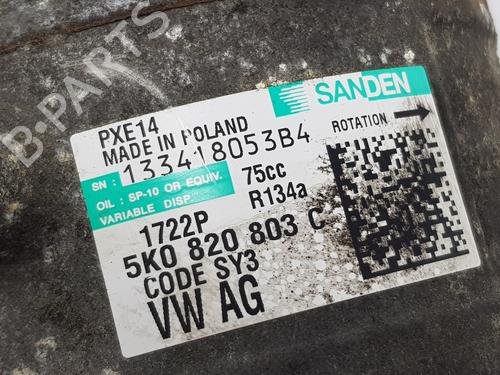 B-PARTS
SANDEN
PXE14
MADE IN POLAND
ROTATION
SN : 133418053B4
OIL : SP-10 OR EQUIV.
VARIABLE DISP.
75cc
R134a
1722P
5K0 820 803 C
CODE SY3
VW AG